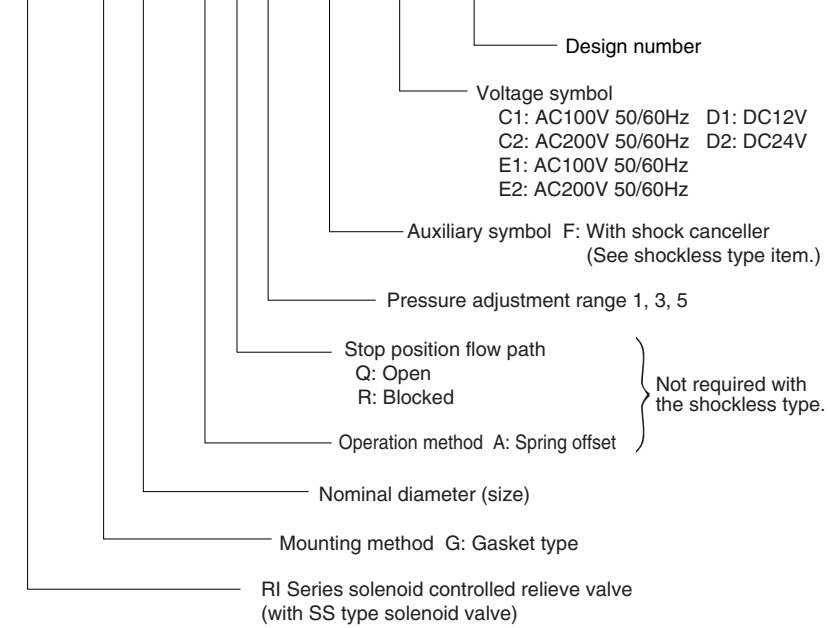 Design number
Voltage symbol
C1: AC100V 50/60Hz D1: DC12V
C2: AC200V 50/60Hz D2: DC24V
E1: AC100V 50/60Hz
E2: AC200V 50/60Hz
Auxiliary symbol F: With shock canceller
(See shockless type item.)
Pressure adjustment range 1, 3, 5
Stop position flow path
Q: Open
R: Blocked
Not required with
the shockless type.
Operation method A: Spring offset
Nominal diameter (size)
Mounting method G: Gasket type
RI Series solenoid controlled relieve valve
(with SS type solenoid valve)